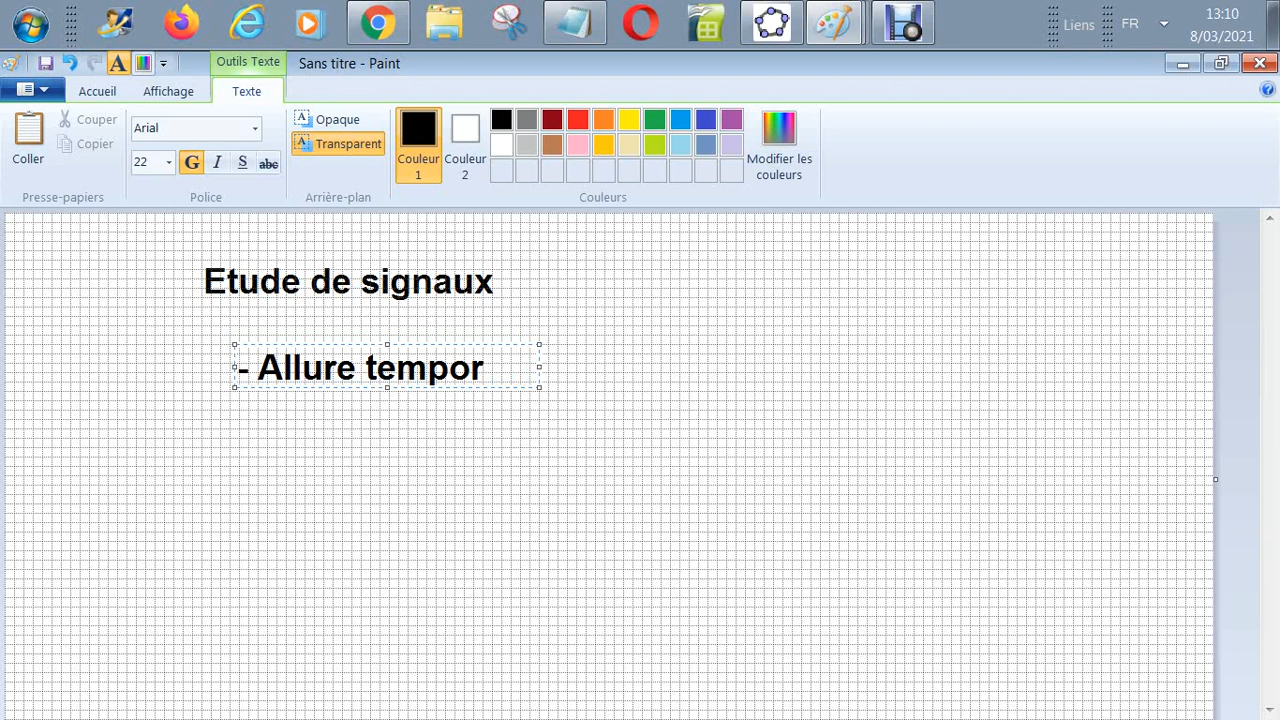 Liens
FR
13:10
8/03/2021
Outils Texte
Sans titre - Paint
Accueil
Affichage
Texte
Coller
Couper
Copier
Presse-papiers
Arial
22
G I S abc
Police
Opaque
Transparent
Arrière-plan
Couleur 1
Couleur 2
Modifier les couleurs
Couleurs
Etude de signaux
- Allure tempor